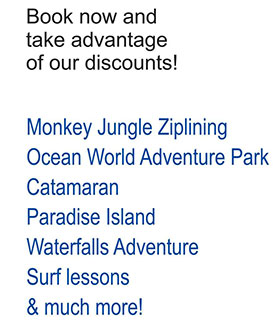 Book now and
take advantage
of our discounts!
Monkey Jungle Ziplining
Ocean World Adventure Park
Catamaran
Paradise Island
Waterfalls Adventure
Surf lessons
& much more!